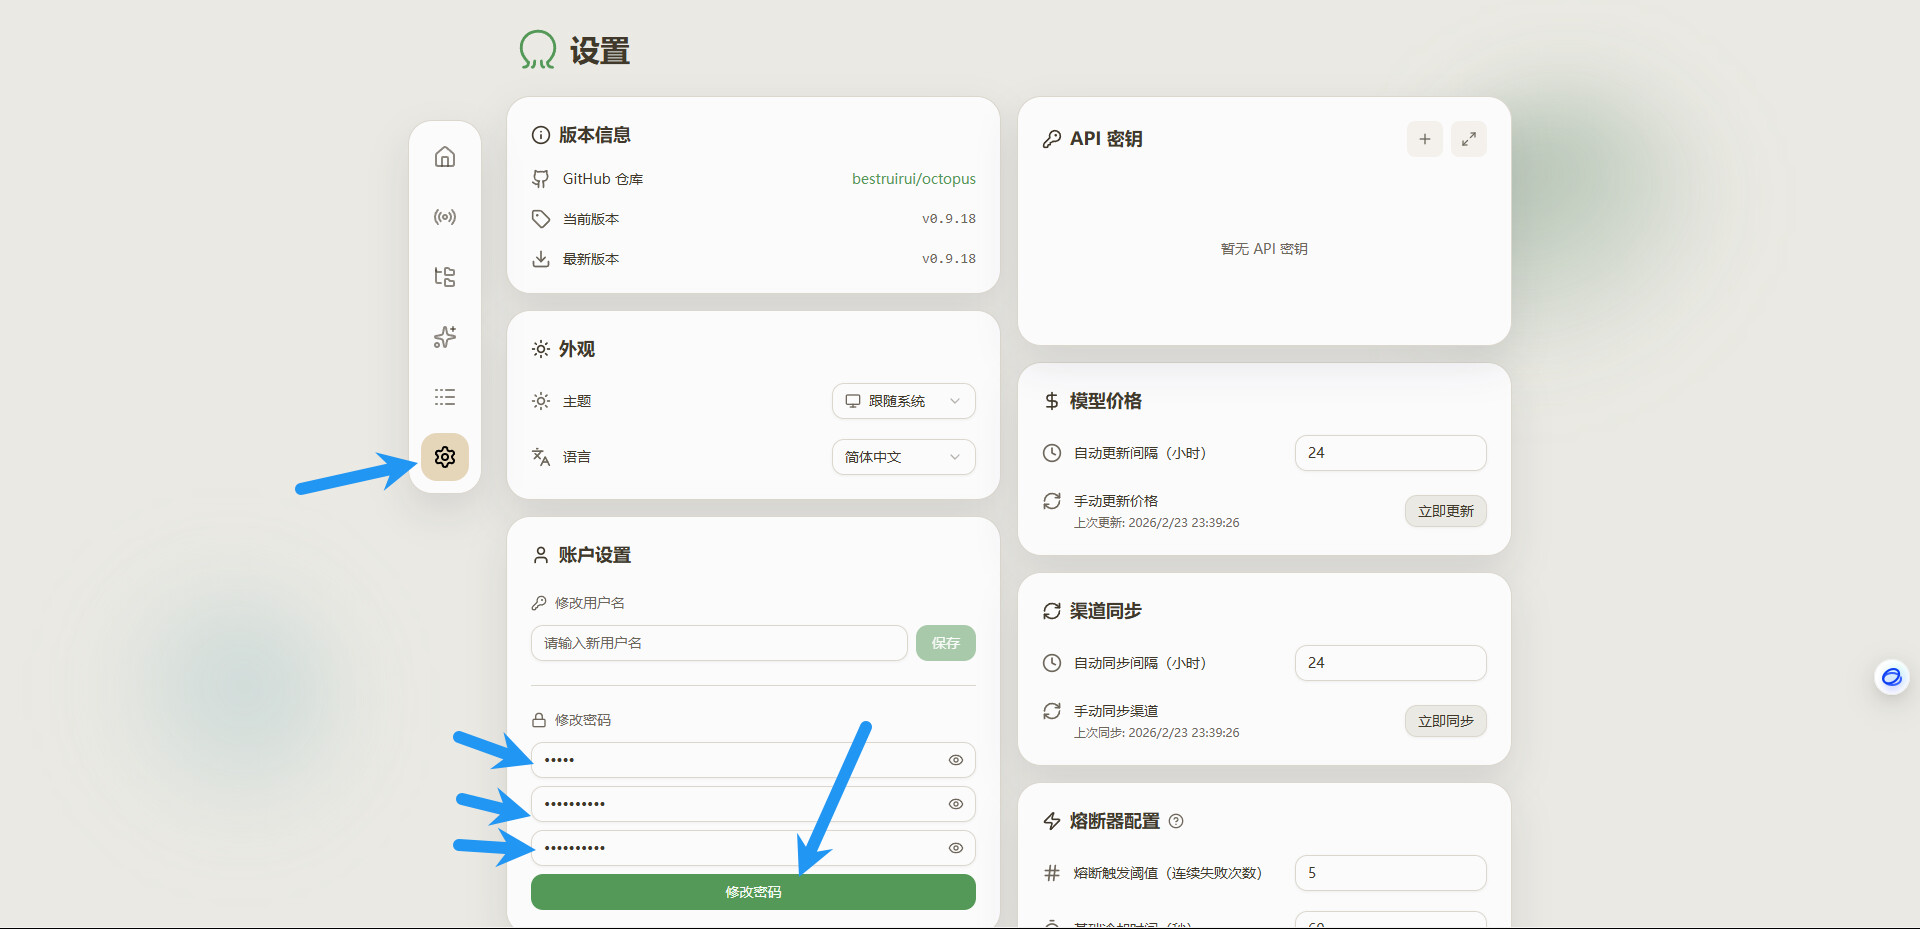 设置
版本信息
GitHub 仓库
bestruirui/octopus
当前版本
v0.9.18
最新版本
v0.9.18
外观
主题
跟随系统
语言
简体中文
账户设置
修改用户名
请输入新用户名
保存
修改密码
•••••
••••••••••
••••••••••
修改密码
API 密钥
暂无 API 密钥
模型价格
自动更新间隔（小时）
24
手动更新价格
上次更新: 2026/2/23 23:39:26
立即更新
渠道同步
自动同步间隔（小时）
24
手动同步渠道
上次同步: 2026/2/23 23:39:26
立即同步
熔断器配置
熔断触发阈值（连续失败次数）
5
基础冷却时间（秒）
60